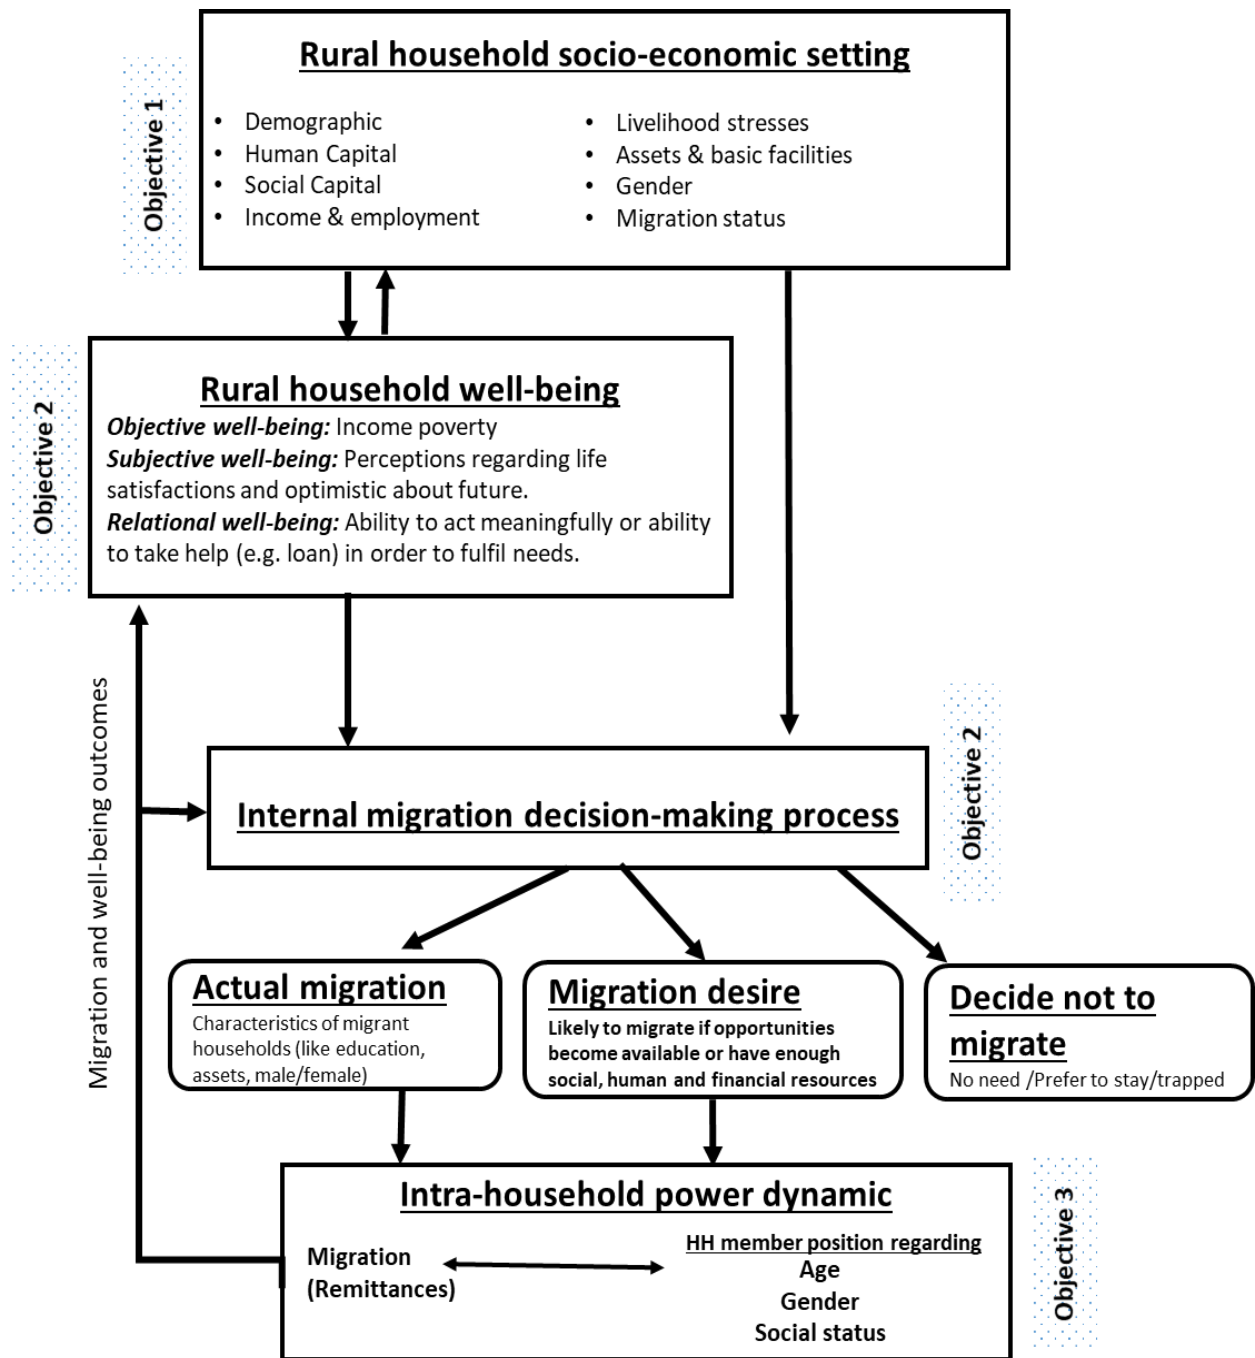 Rural household socio-economic setting
Objective 1
• Demographic
• Human Capital
• Social Capital
• Income & employment
• Livelihood stresses
• Assets & basic facilities
• Gender
• Migration status
Objective 2
Rural household well-being
Objective well-being: Income poverty
Subjective well-being: Perceptions regarding life
satisfactions and optimistic about future.
Relational well-being: Ability to act meaningfully or ability
to take help (e.g. loan) in order to fulfil needs.
Migration and well-being outcomes
Objective 2
Internal migration decision-making process
Actual migration
Characteristics of migrant
households (like education,
assets, male/female)
Migration desire
Likely to migrate if opportunities
become available or have enough
social, human and financial resources
Decide not to
migrate
No need /Prefer to stay/trapped
Intra-household power dynamic
Objective 3
Migration
(Remittances)
HH member position regarding
Age
Gender
Social status